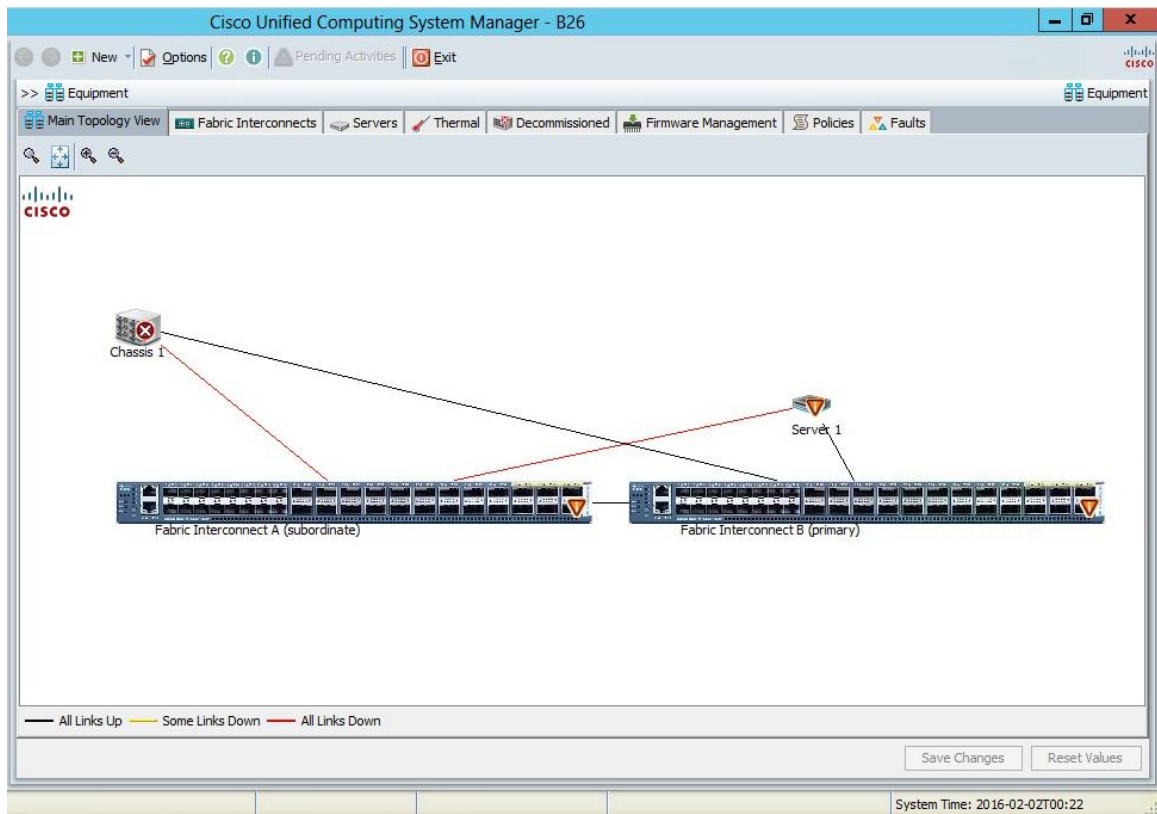 Cisco Unified Computing System Manager - B26
New Options Pending Activities Exit
CISCO
>> Equipment Equipment
Main Topology View Fabric Interconnects Servers Thermal Decommissioned Firmware Management Policies Faults
CISCO
Chassis 1
Server 1
Fabric Interconnect A (subordinate) Fabric Interconnect B (primary)
All Links Up Some Links Down All Links Down
Save Changes Reset Values
System Time: 2016-02-02T00:22